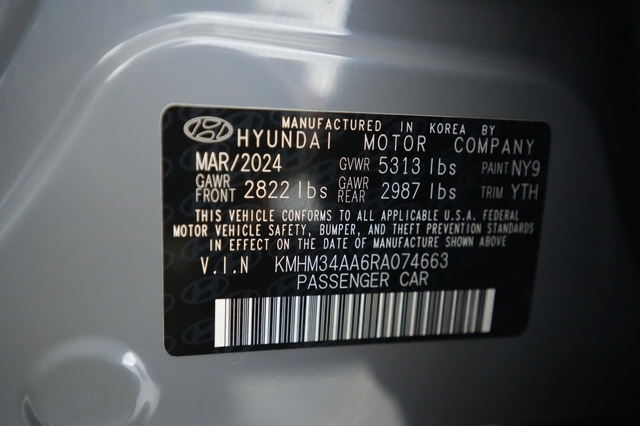 MANUFACTURED IN KOREA BY
HYUNDAI MOTOR COMPANY
MAR/2024 GVWR 5313 lbs PAINT NY9
GAWR FRONT 2822 lbs GAWR REAR 2987 lbs TRIM YTH
THIS VEHICLE CONFORMS TO ALL APPLICABLE U.S.A. FEDERAL
MOTOR VEHICLE SAFETY, BUMPER, AND THEFT PREVENTION STANDARDS
IN EFFECT ON THE DATE OF MANUFACTURE SHOWN ABOVE
V.I.N KMHM34AA6RA074663
PASSENGER CAR